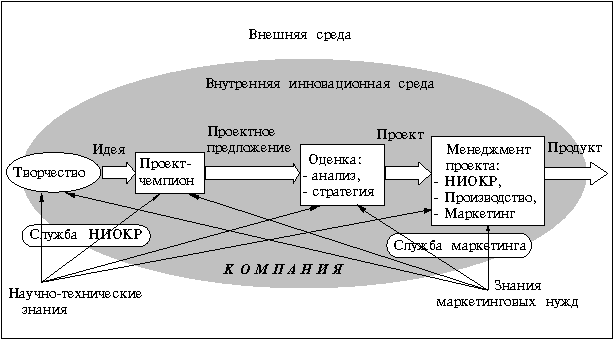 Внешняя среда
Внутренняя инновационная среда
Идея
Проектное
предложение
Проект
Продукт
Творчество
Проект-
чемпион
Оценка:
- анализ,
- стратегия
Менеджмент
проекта:
- НИОКР,
- Производство,
- Маркетинг
Служба НИОКР
Служба маркетинга
КОМПАНИЯ
Научно-технические
знания
Знания
маркетинговых нужд